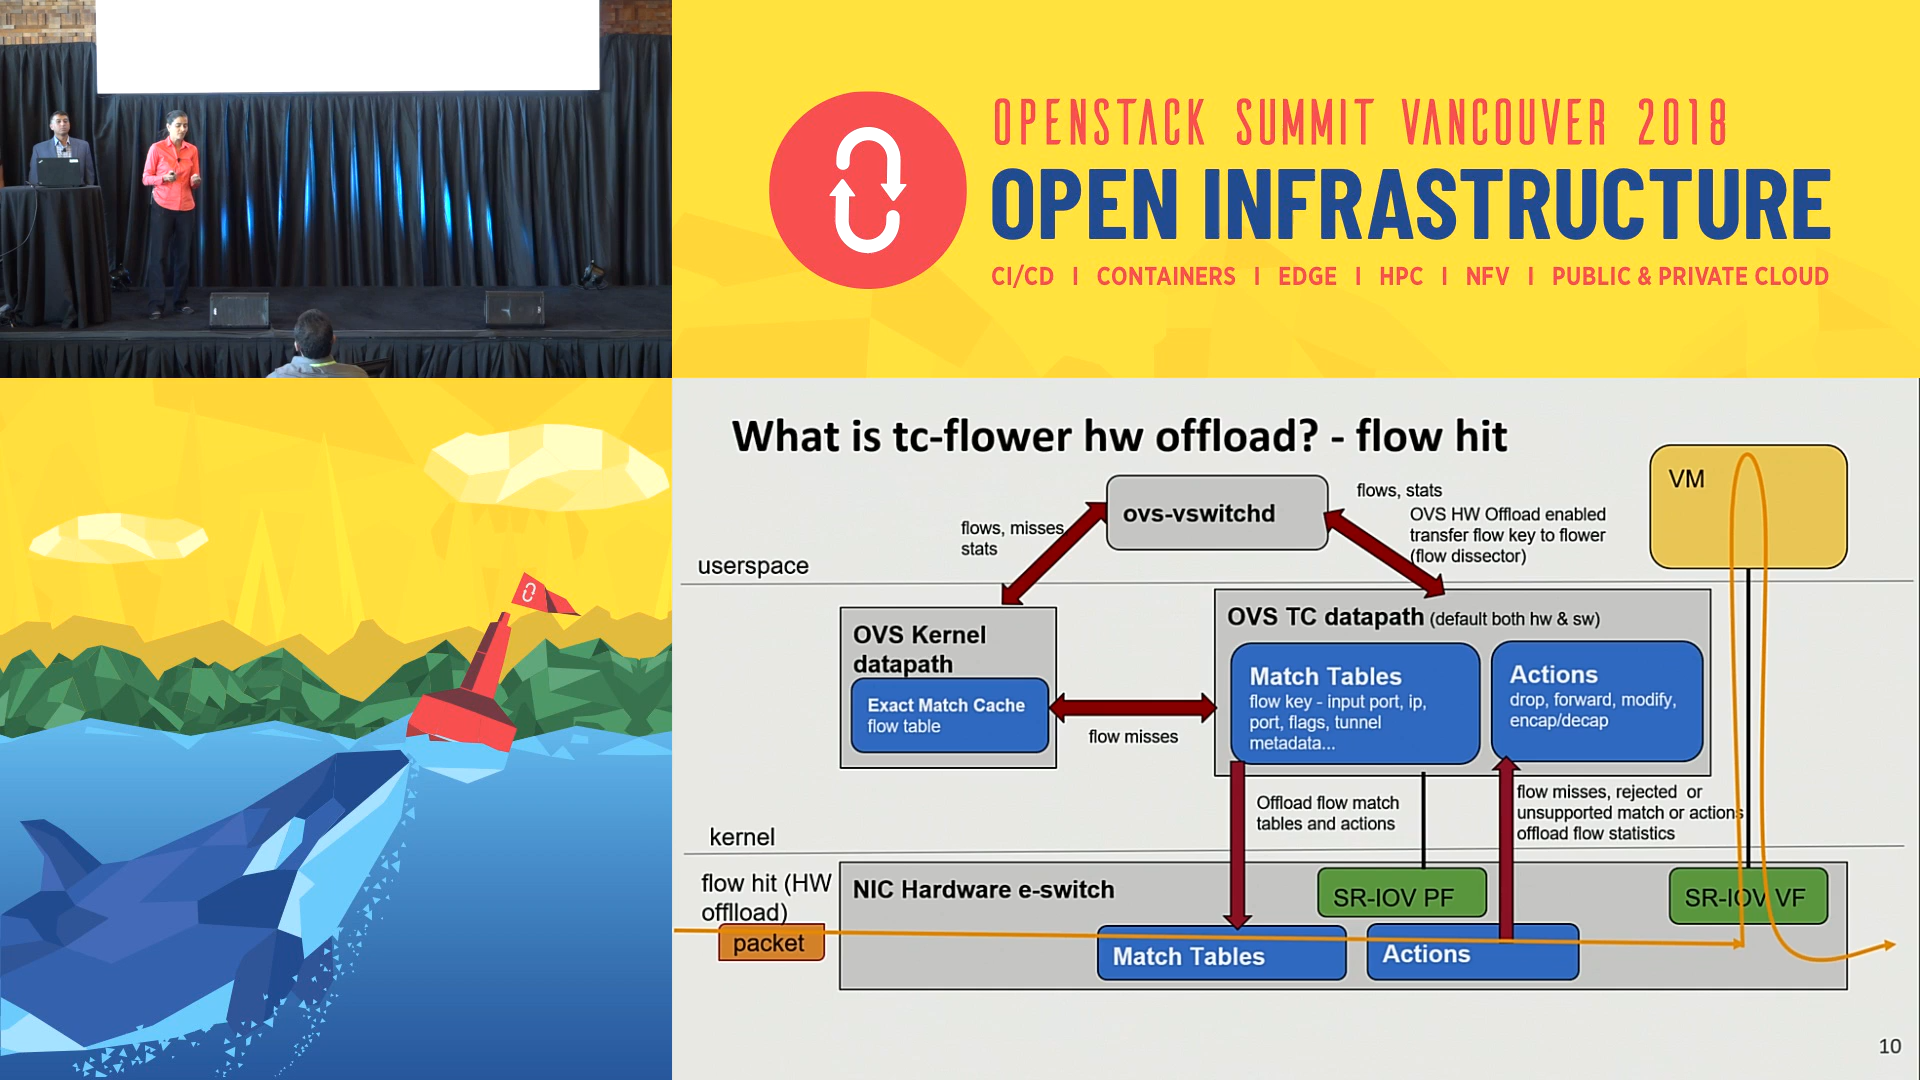 OPENSTACK SUMMIT VANCOUVER 2018
OPEN INFRASTRUCTURE
CI/CD I CONTAINERS I EDGE I HPC I NFV I PUBLIC & PRIVATE CLOUD
What is tc-flower hw offload? - flow hit
VM
ovs-vswitchd
flows, stats
OVS HW Offload enabled
transfer flow key to flower
(flow dissector)
flows, misses
stats
userspace
OVS Kernel
datapath
Exact Match Cache
flow table
flow misses
OVS TC datapath (default both hw & sw)
Match Tables
flow key - input port, ip,
port, flags, tunnel
metadata...
Actions
drop, forward, modify,
encap/decap
Offload flow match
tables and actions
flow misses, rejected or
unsupported match or actions
offload flow statistics
kernel
flow hit (HW
offlload)
packet
NIC Hardware e-switch
SR-IOV PF
SR-IOV VF
Match Tables
Actions
10